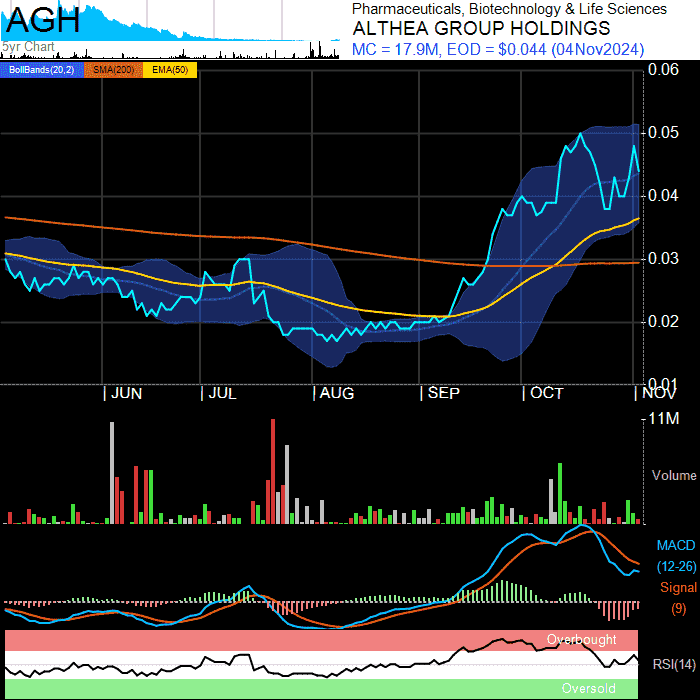 AGH
5yr Chart
Pharmaceuticals, Biotechnology & Life Sciences
ALTHEA GROUP HOLDINGS
MC = 17.9M, EOD = $0.044 (04Nov2024)
BollBands(20,2) SMA(200) EMA(50)
0.06
0.05
0.04
0.03
0.02
0.01
JUN JUL AUG SEP OCT NOV
11M
Volume
MACD
(12-26)
Signal
(9)
Overbought
RSI(14)
Oversold